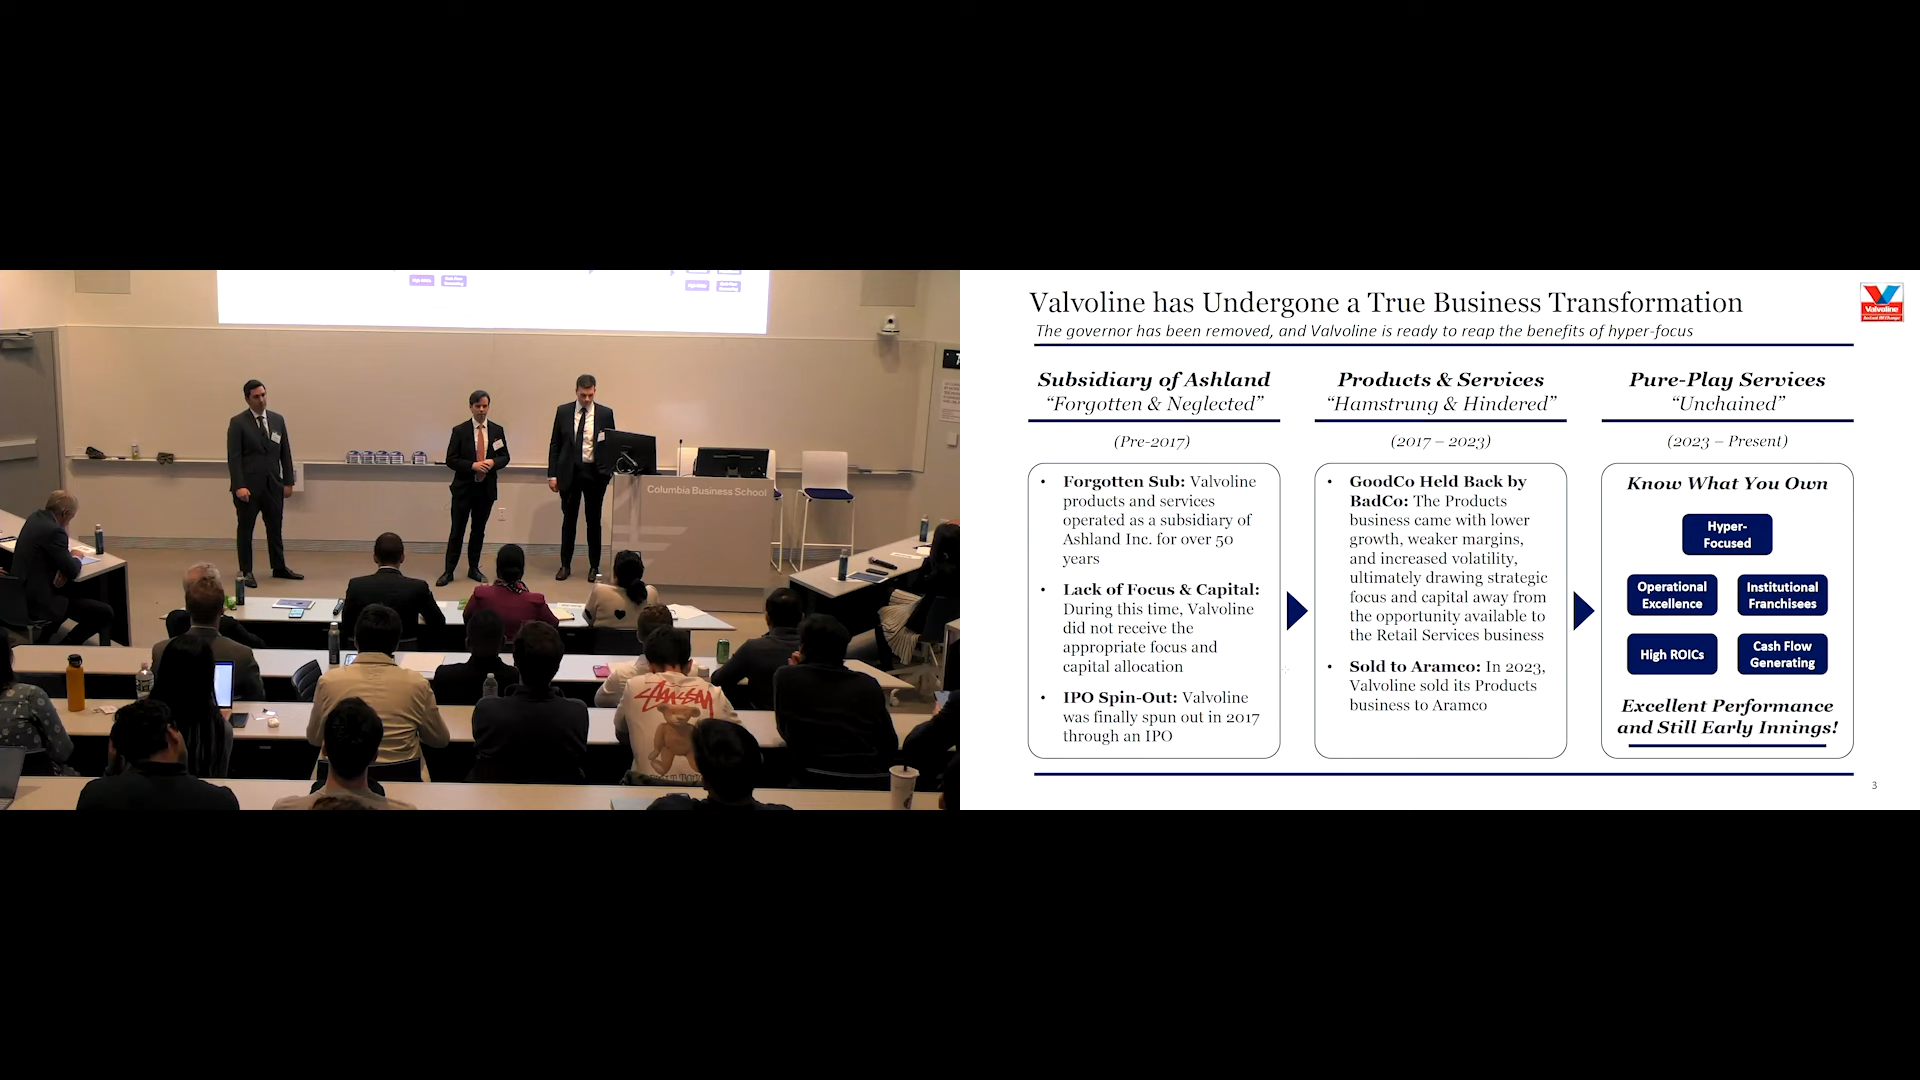 Columbia Business School
Valvoline has Undergone a True Business Transformation
The governor has been removed, and Valvoline is ready to reap the benefits of hyper-focus
Valvoline
Subsidiary of Ashland
"Forgotten & Neglected"
(Pre-2017)
• Forgotten Sub: Valvoline
products and services
operated as a subsidiary of
Ashland Inc. for over 50
years
• Lack of Focus & Capital:
During this time, Valvoline
did not receive the
appropriate focus and
capital allocation
• IPO Spin-Out: Valvoline
was finally spun out in 2017
through an IPO
Products & Services
"Hamstrung & Hindered"
(2017 – 2023)
• GoodCo Held Back by
BadCo: The Products
business came with lower
growth, weaker margins,
and increased volatility,
ultimately drawing strategic
focus and capital away from
the opportunity available to
the Retail Services business
• Sold to Aramco: In 2023,
Valvoline sold its Products
business to Aramco
Pure-Play Services
"Unchained"
(2023 – Present)
Know What You Own
Hyper-
Focused
Operational
Excellence
Institutional
Franchisees
High ROICs
Cash Flow
Generating
Excellent Performance
and Still Early Innings!
3